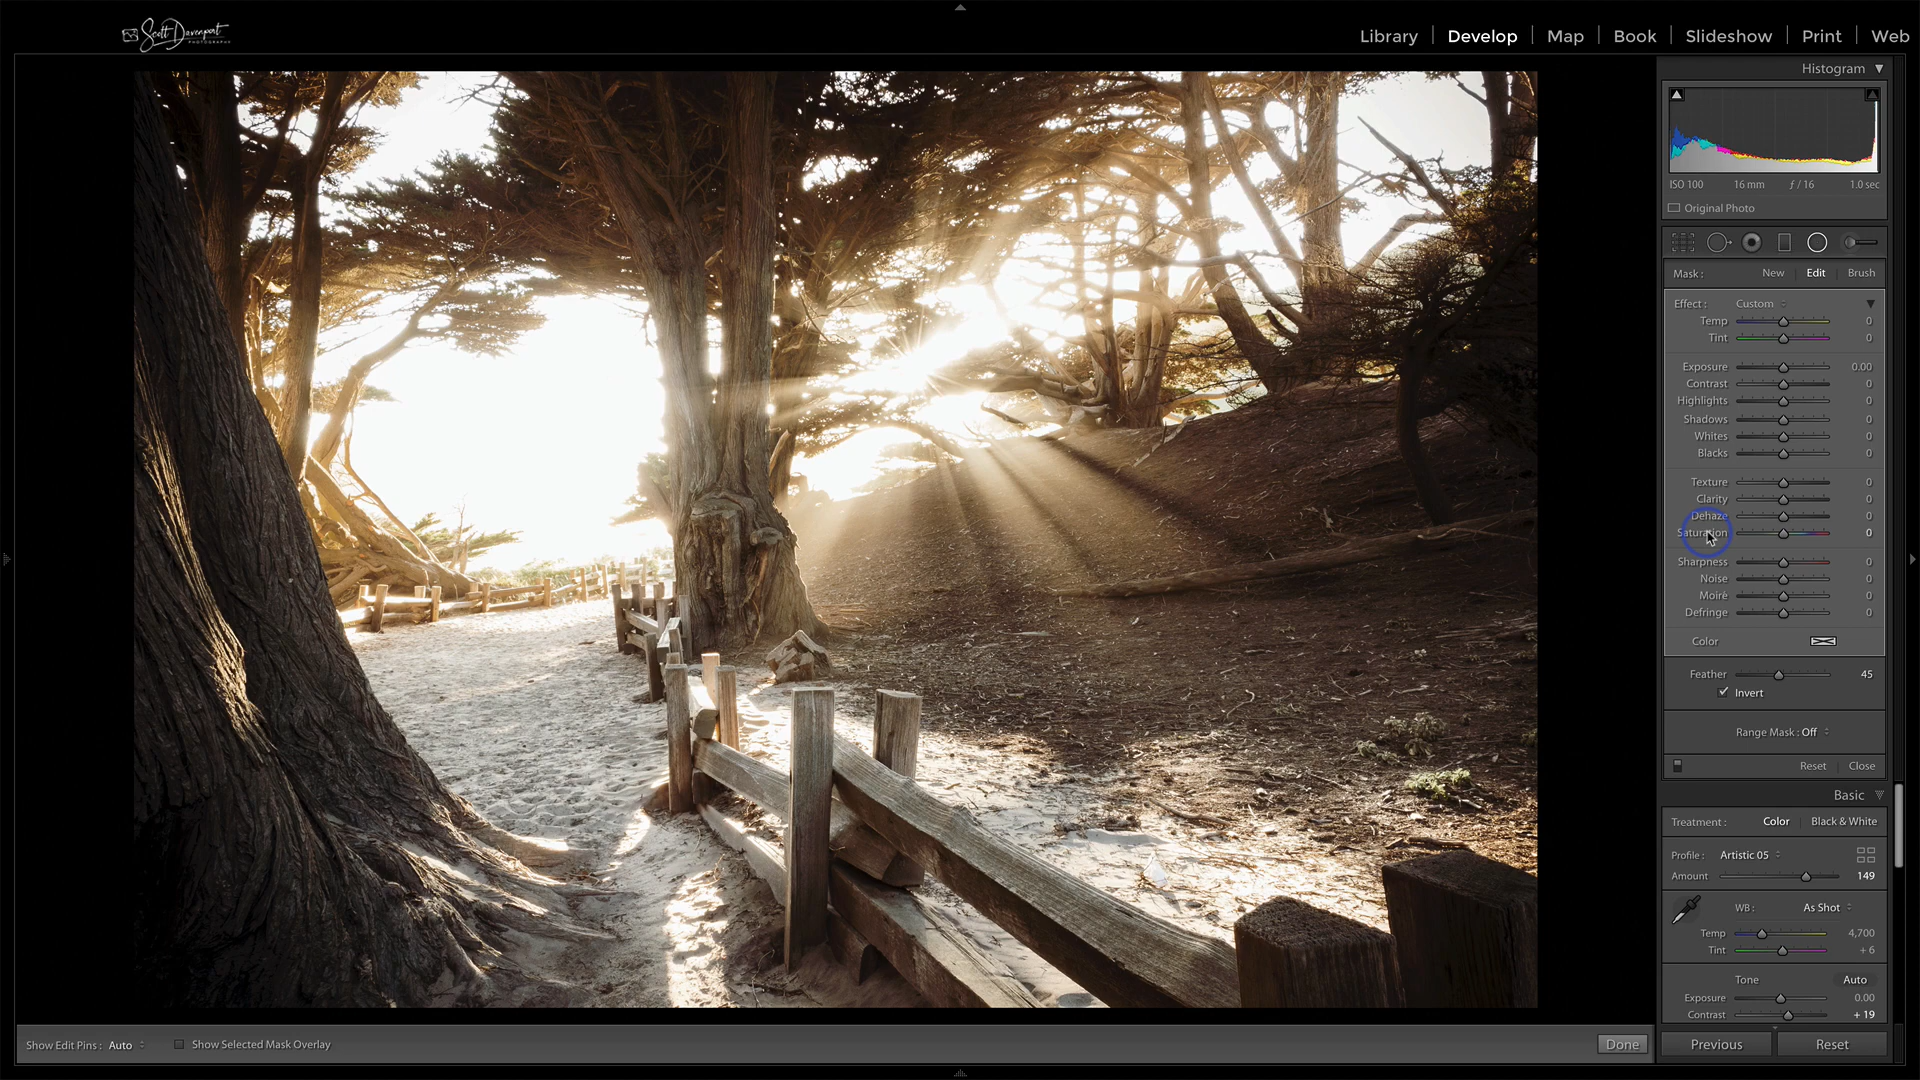 Scott Davenport
PHOTOGRAPHY
Library Develop Map Book Slideshow Print Web
Histogram
ISO 100 16 mm ƒ / 16 1.0 sec
Original Photo
Mask : New Edit Brush
Effect : Custom
Temp 0
Tint 0
Exposure 0.00
Contrast 0
Highlights 0
Shadows 0
Whites 0
Blacks 0
Texture 0
Clarity 0
Dehaze 0
Saturation 0
Sharpness 0
Noise 0
Moiré 0
Defringe 0
Color
Feather 45
Invert
Range Mask : Off
Reset Close
Basic
Treatment : Color Black & White
Profile : Artistic 05
Amount 149
WB : As Shot
Temp 4,700
Tint + 6
Tone Auto
Exposure 0.00
Contrast + 19
Show Edit Pins : Auto Show Selected Mask Overlay Done Previous Reset